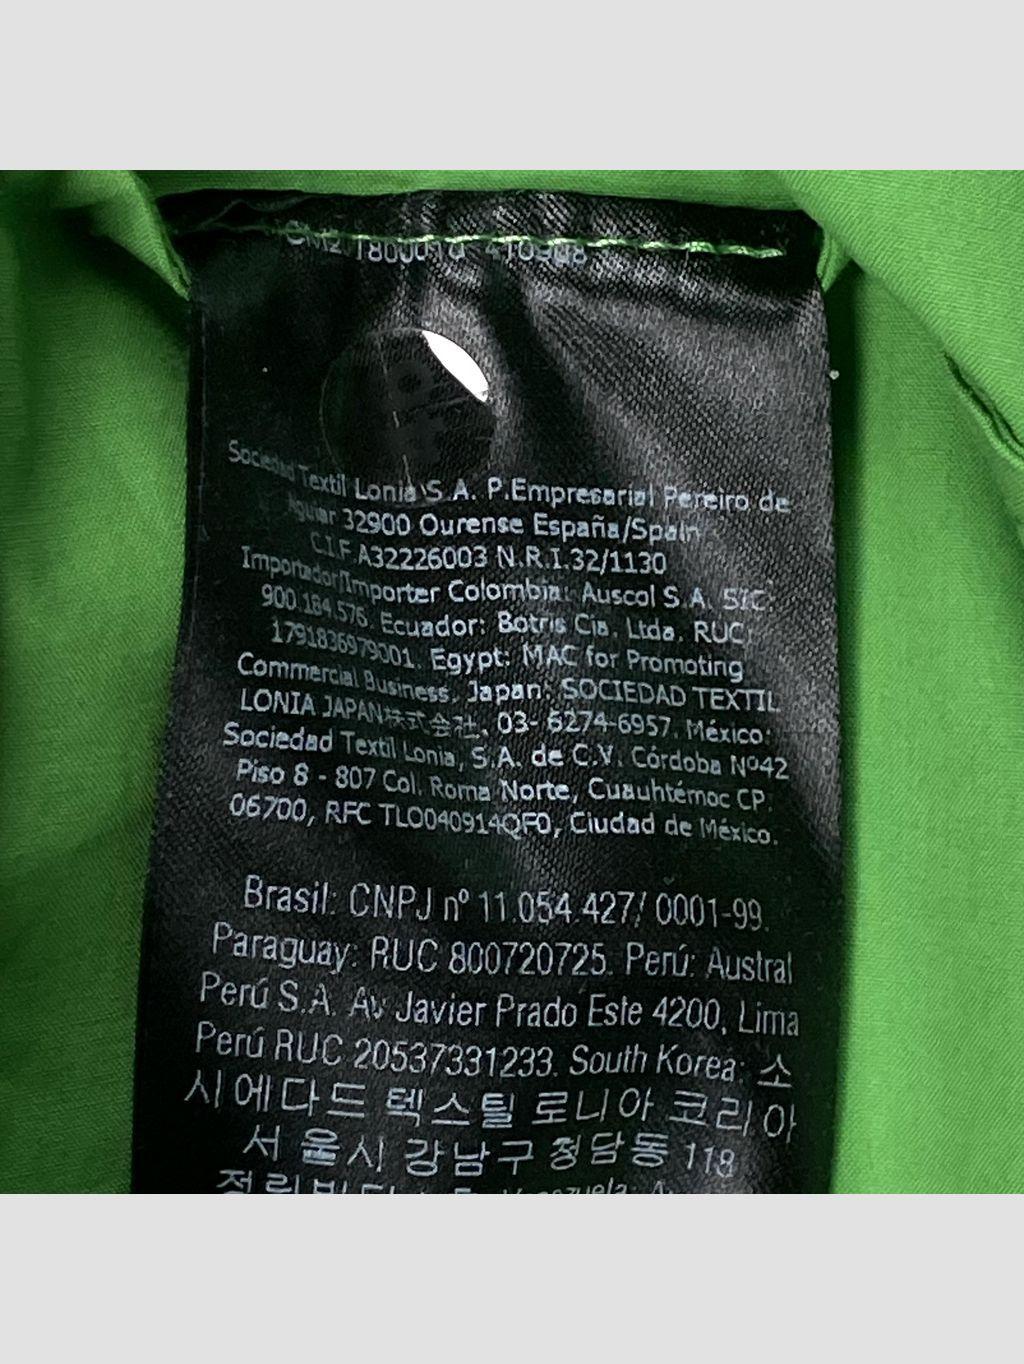 Sociedad Textil Lonia S.A. P.Empresarial Pereiro de
Aguiar 32900 Ourense España/Spain
C.I.F.A32226003 N.R.I.32/1130
Importador/Importer Colombia: Auscol S.A. SIC:
900.184.576. Ecuador: Botris Cia. Ltda. RUC:
1791836979001. Egypt: MAC for Promoting
Commercial Business. Japan: SOCIEDAD TEXTIL
LONIA JAPAN株式会社. 03- 6274-6957. México:
Sociedad Textil Lonia, S.A. de C.V. Córdoba Nº42
Piso 8 - 807 Col. Roma Norte, Cuauhtémoc CP.
06700, RFC TLO040914QF0, Ciudad de México.
Brasil: CNPJ nº 11.054.427/ 0001-99.
Paraguay: RUC 800720725. Perú: Austral
Perú S.A. Av Javier Prado Este 4200, Lima
Perú RUC 20537331233. South Korea: 소
시에다드 텍스틸 로니아 코리아
서 울시 강남구 청담동 118